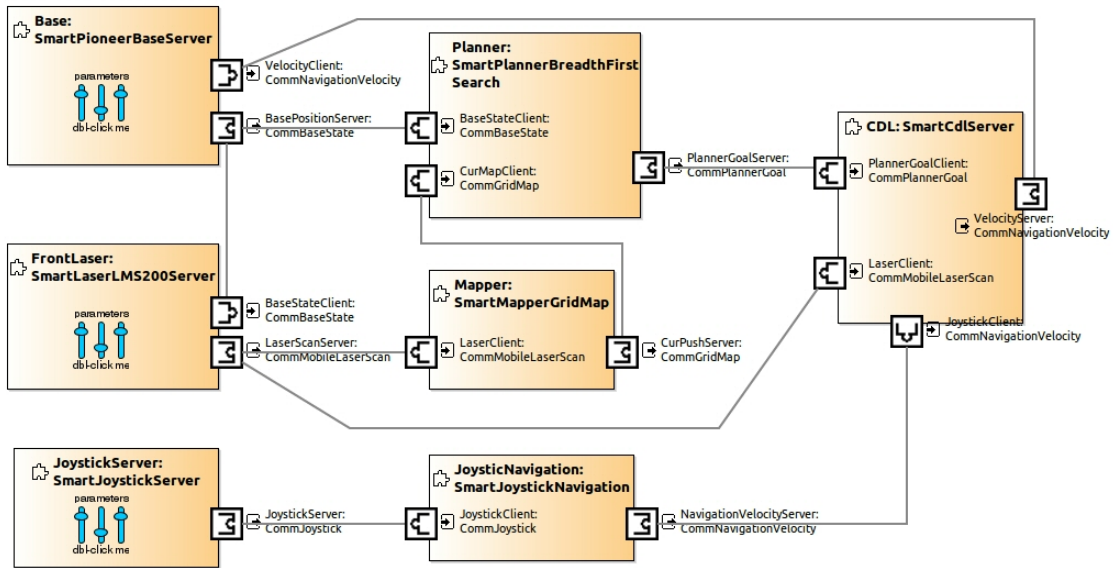 Base:
SmartPioneerBaseServer
parameters
dbl-click me
VelocityClient:
CommNavigationVelocity
BasePositionServer:
CommBaseState
Planner:
SmartPlannerBreadthFirst
Search
BaseStateClient:
CommBaseState
CurMapClient:
CommGridMap
PlannerGoalServer:
CommPlannerGoal
CDL: SmartCdlServer
PlannerGoalClient:
CommPlannerGoal
VelocityServer:
CommNavigationVelocity
LaserClient:
CommMobileLaserScan
JoystickClient:
CommNavigationVelocity
FrontLaser:
SmartLaserLMS200Server
parameters
dbl-click me
BaseStateClient:
CommBaseState
LaserScanServer:
CommMobileLaserScan
Mapper:
SmartMapperGridMap
LaserClient:
CommMobileLaserScan
CurPushServer:
CommGridMap
JoystickServer:
SmartJoystickServer
parameters
dbl-click me
JoystickServer:
CommJoystick
JoysticNavigation:
SmartJoystickNavigation
JoystickClient:
CommJoystick
NavigationVelocityServer:
CommNavigationVelocity